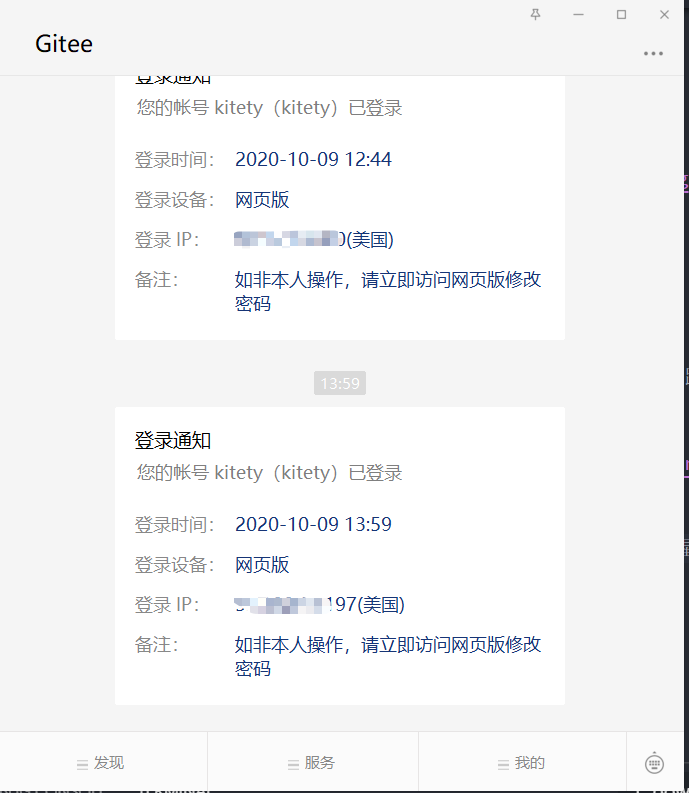 Gitee
登录通知
您的帐号 kitety（kitety）已登录
登录时间： 2020-10-09 12:44
登录设备： 网页版
登录 IP： 0(美国)
备注： 如非本人操作，请立即访问网页版修改
密码
13:59
登录通知
您的帐号 kitety（kitety）已登录
登录时间： 2020-10-09 13:59
登录设备： 网页版
登录 IP： 197(美国)
备注： 如非本人操作，请立即访问网页版修改
密码
发现 服务 我的